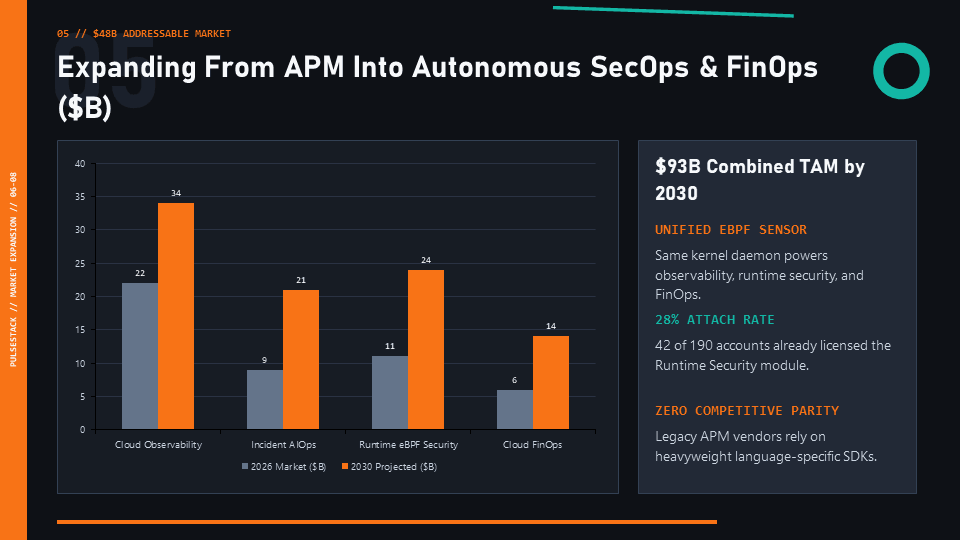 05 // $48B ADDRESSABLE MARKET
05
Expanding From APM Into Autonomous SecOps & FinOps
($B)
PULSESTACK // MARKET EXPANSION // 06-08
40
35
30
25
20
15
10
5
0
22
34
9
21
11
24
6
14
Cloud Observability
Incident AIOps
Runtime eBPF Security
Cloud FinOps
2026 Market ($B)
2030 Projected ($B)
$93B Combined TAM by
2030
UNIFIED EBPF SENSOR
Same kernel daemon powers
observability, runtime security, and
FinOps.
28% ATTACH RATE
42 of 190 accounts already licensed the
Runtime Security module.
ZERO COMPETITIVE PARITY
Legacy APM vendors rely on
heavyweight language-specific SDKs.